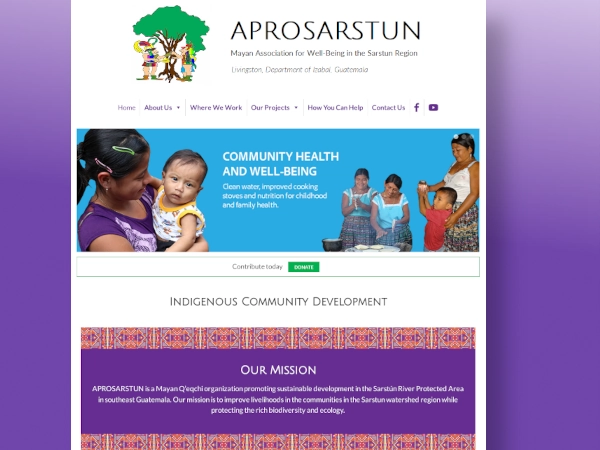 APROSARSTUN
Mayan Association for Well-Being in the Sarstun Region
Livingston, Department of Izabal, Guatemala
Home About Us Where We Work Our Projects How You Can Help Contact Us
COMMUNITY HEALTH
AND WELL-BEING
Clean water, improved cooking
stoves and nutrition for childhood
and family health.
Contribute today DONATE
Indigenous Community Development
Our Mission
APROSARSTUN is a Mayan Q'eqchi organization promoting sustainable development in the Sarstún River Protected Area
in southeast Guatemala. Our mission is to improve livelihoods in the communities in the Sarstun watershed region while
protecting the rich biodiversity and ecology.